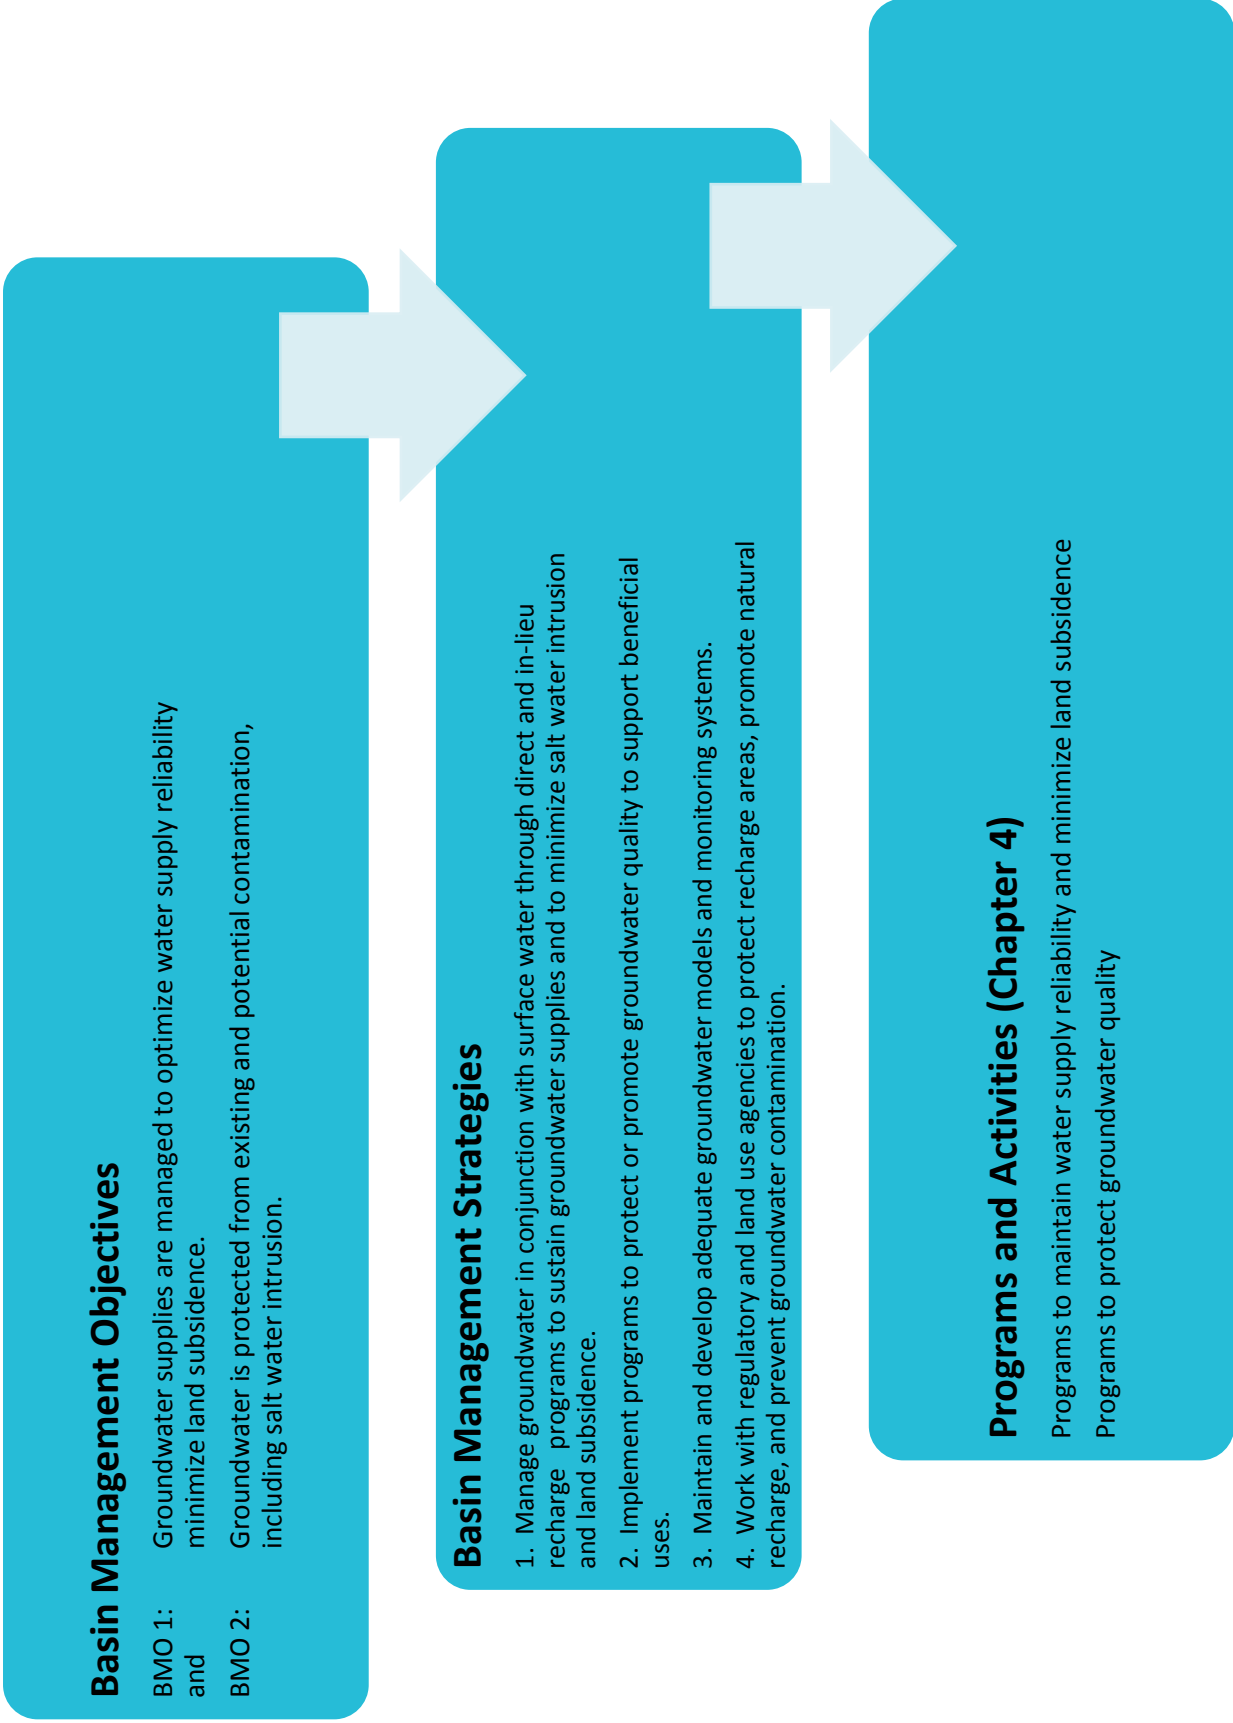 Basin Management Objectives
BMO 1: Groundwater supplies are managed to optimize water supply reliability
and minimize land subsidence.
BMO 2: Groundwater is protected from existing and potential contamination,
including salt water intrusion.
Basin Management Strategies
1. Manage groundwater in conjunction with surface water through direct and in-lieu
recharge programs to sustain groundwater supplies and to minimize salt water intrusion
and land subsidence.
2. Implement programs to protect or promote groundwater quality to support beneficial
uses.
3. Maintain and develop adequate groundwater models and monitoring systems.
4. Work with regulatory and land use agencies to protect recharge areas, promote natural
recharge, and prevent groundwater contamination.
Programs and Activities (Chapter 4)
Programs to maintain water supply reliability and minimize land subsidence
Programs to protect groundwater quality